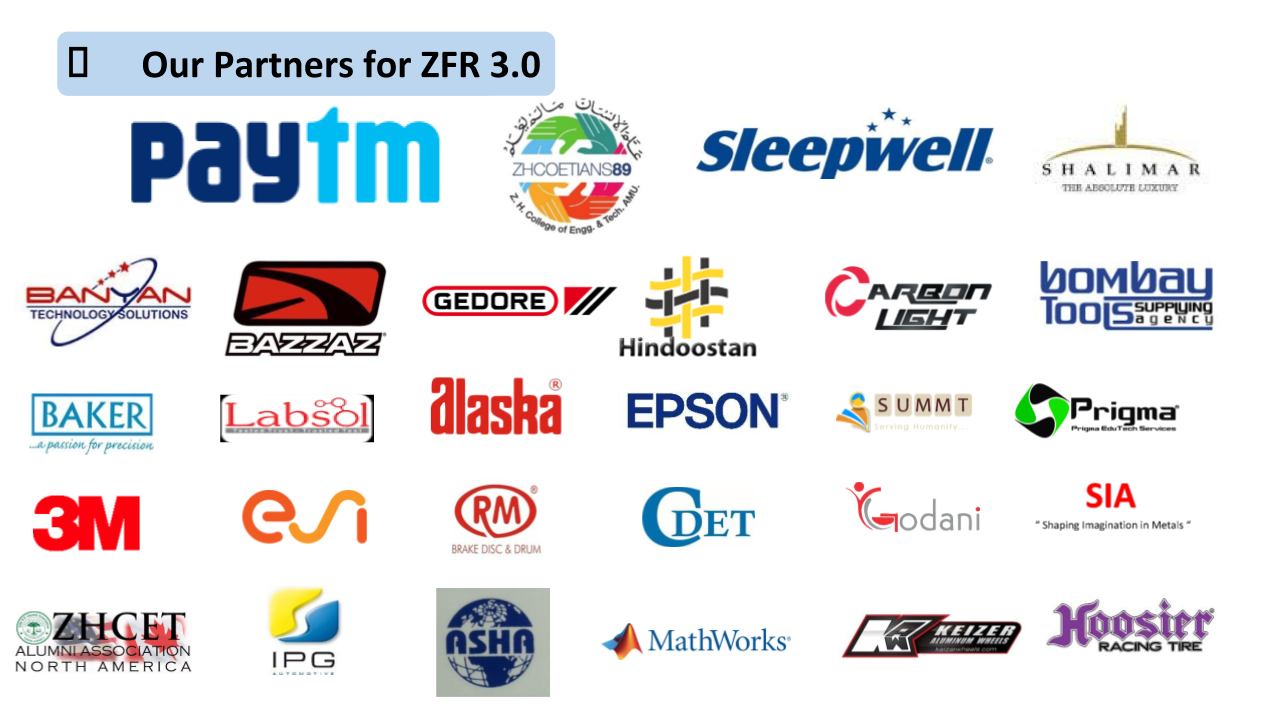 Our Partners for ZFR 3.0
paytm
ZHCOETIANS89
Z. H. College of Engg. & Tech. AMU.
Sleepwell®
SHALIMAR
THE ABSOLUTE LUXURY
BANYAN
TECHNOLOGY SOLUTIONS
BAZZAZ
GEDORE
Hindoostan
CARBON
LIGHT
bombay
TOOLS SUPPLYING
agency
BAKER
...a passion for precision
Labsol
alaska®
EPSON®
SUMMT
Serving Humanity...
Prigma
Prigma EduTech Services
3M
esi
RM®
BRAKE DISC & DRUM
CDET
Godani
SIA
“ Shaping Imagination in Metals “
ZHCET
ALUMNI ASSOCIATION
NORTH AMERICA
IPG
AUTOMOTIVE
ASHA
MathWorks®
KR KEIZER
ALUMINUM WHEELS
keizerwheels.com
Hoosier
RACING TIRE